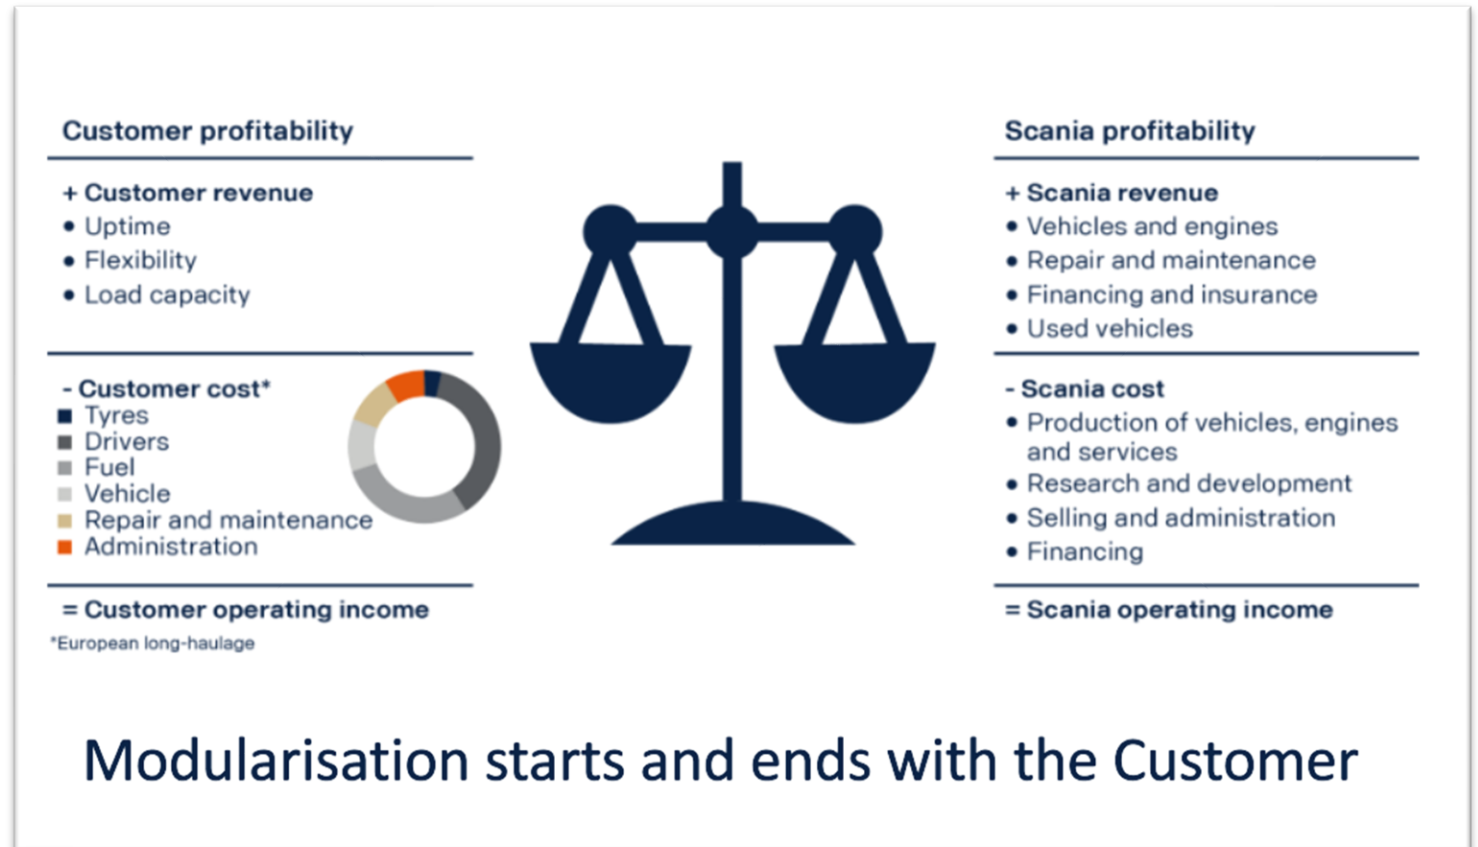 Customer profitability
+ Customer revenue
• Uptime
• Flexibility
• Load capacity
- Customer cost*
Tyres
Drivers
Fuel
Vehicle
Repair and maintenance
Administration
= Customer operating income
*European long-haulage
Scania profitability
+ Scania revenue
• Vehicles and engines
• Repair and maintenance
• Financing and insurance
• Used vehicles
- Scania cost
• Production of vehicles, engines
and services
• Research and development
• Selling and administration
• Financing
= Scania operating income
Modularisation starts and ends with the Customer